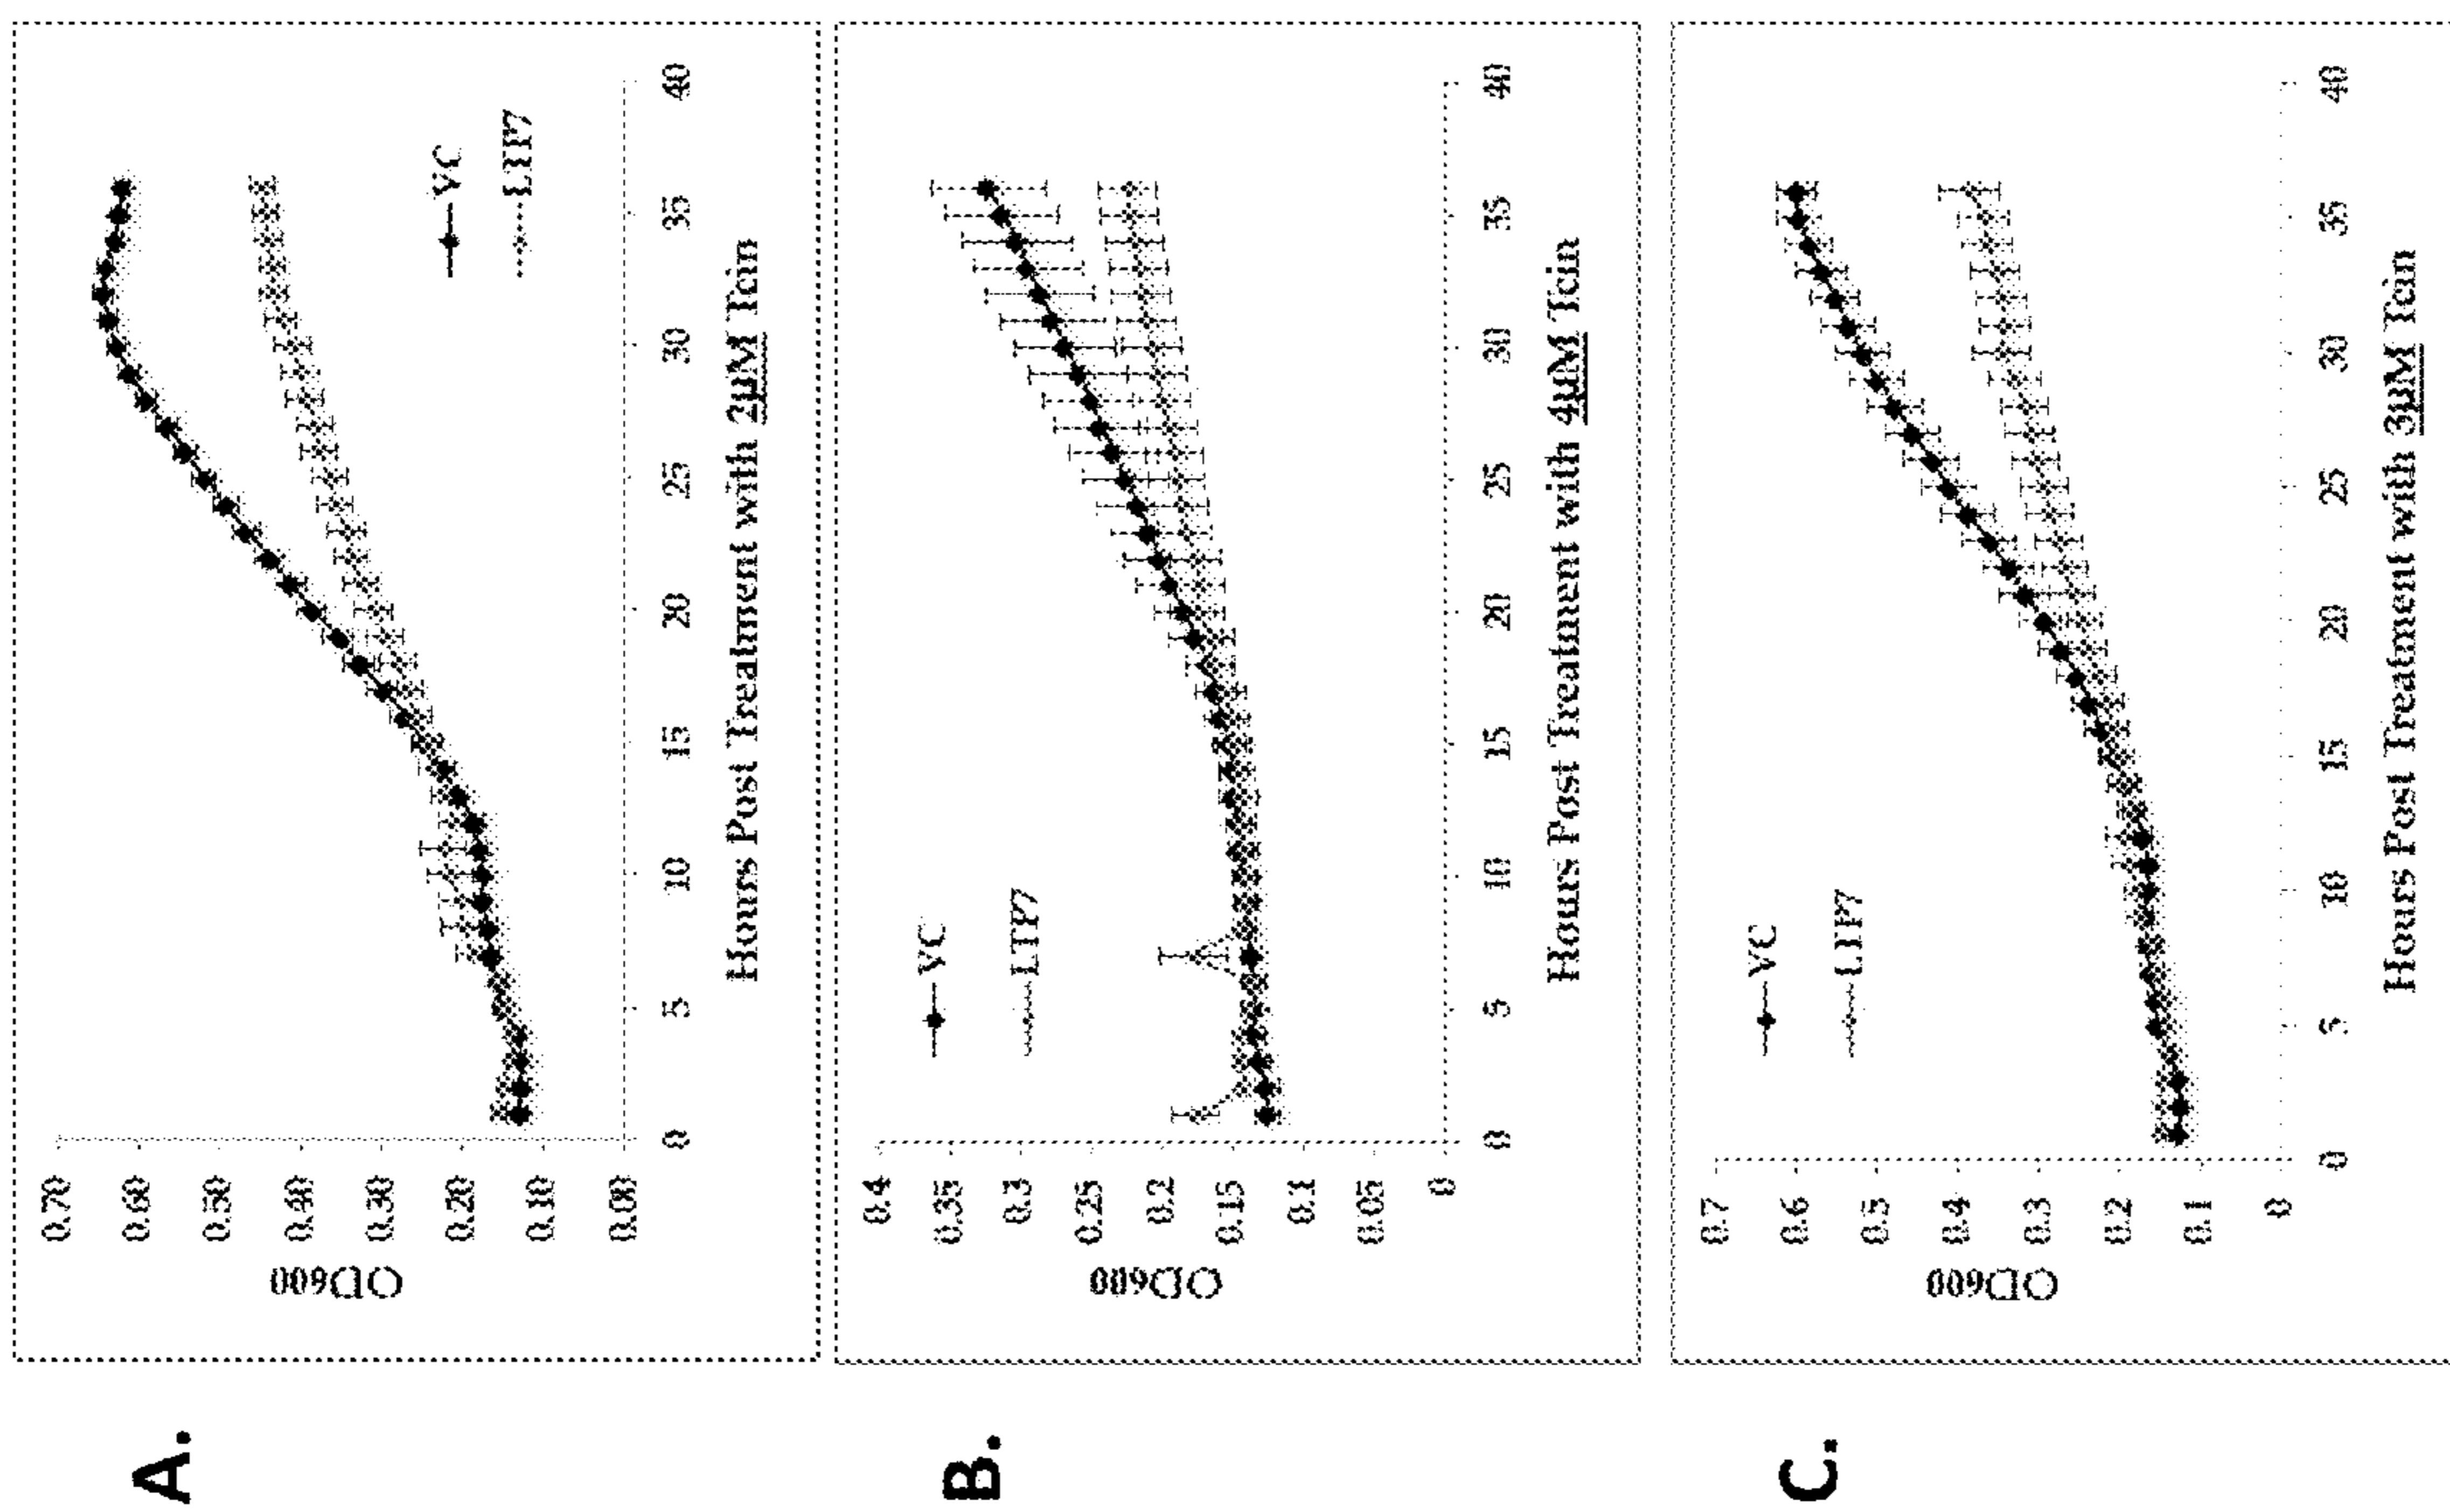 A.
OD600
0.70
0.60
0.50
0.40
0.30
0.20
0.10
0.00
0 5 10 15 20 25 30 35 40
VC
LTP7
Hours Post Treatment with 2µM Tcin
B.
OD600
0.4
0.35
0.3
0.25
0.2
0.15
0.1
0.05
0
0 5 10 15 20 25 30 35 40
VC
LTP7
Hours Post Treatment with 4µM Tcin
C.
OD600
0.7
0.6
0.5
0.4
0.3
0.2
0.1
0
0 5 10 15 20 25 30 35 40
VC
LTP7
Hours Post Treatment with 3µM Tcin